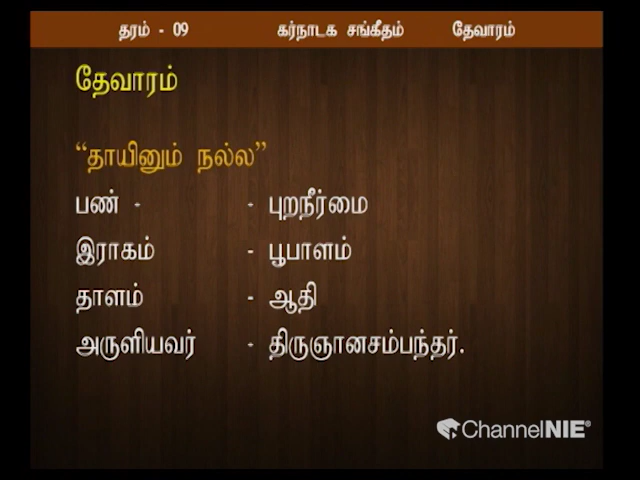 தரம் - 09 கர்நாடக சங்கீதம் தேவாரம்
தேவாரம்
“தாயினும் நல்ல”
பண் - - புறநீர்மை
இராகம் - பூபாளம்
தாளம் - ஆதி
அருளியவர் - திருஞானசம்பந்தர்.
ChannelNIE®